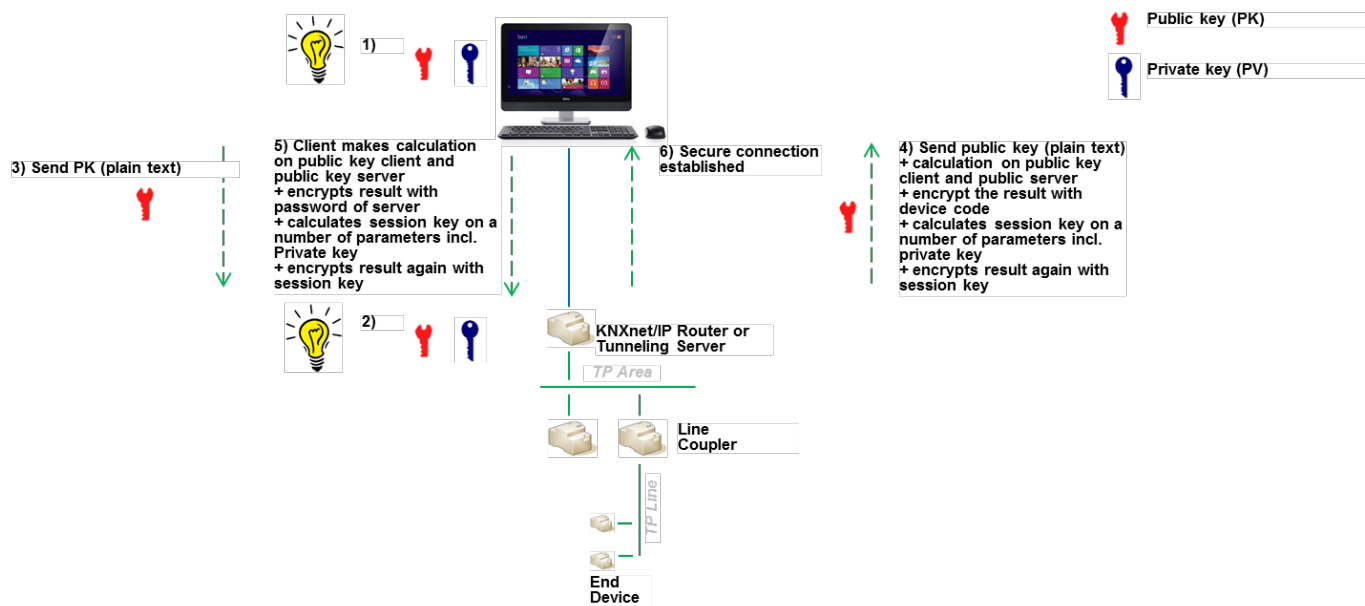 1)
Public key (PK)
Private key (PV)
Start
3) Send PK (plain text)
5) Client makes calculation
on public key client and
public key server
+ encrypts result with
password of server
+ calculates session key on a
number of parameters incl.
Private key
+ encrypts result again with
session key
6) Secure connection
established
4) Send public key (plain text)
+ calculation on public key
client and public server
+ encrypt the result with
device code
+ calculates session key on a
number of parameters incl.
private key
+ encrypts result again with
session key
2)
KNXnet/IP Router or
Tunneling Server
TP Area
Line
Coupler
TP Line
End
Device